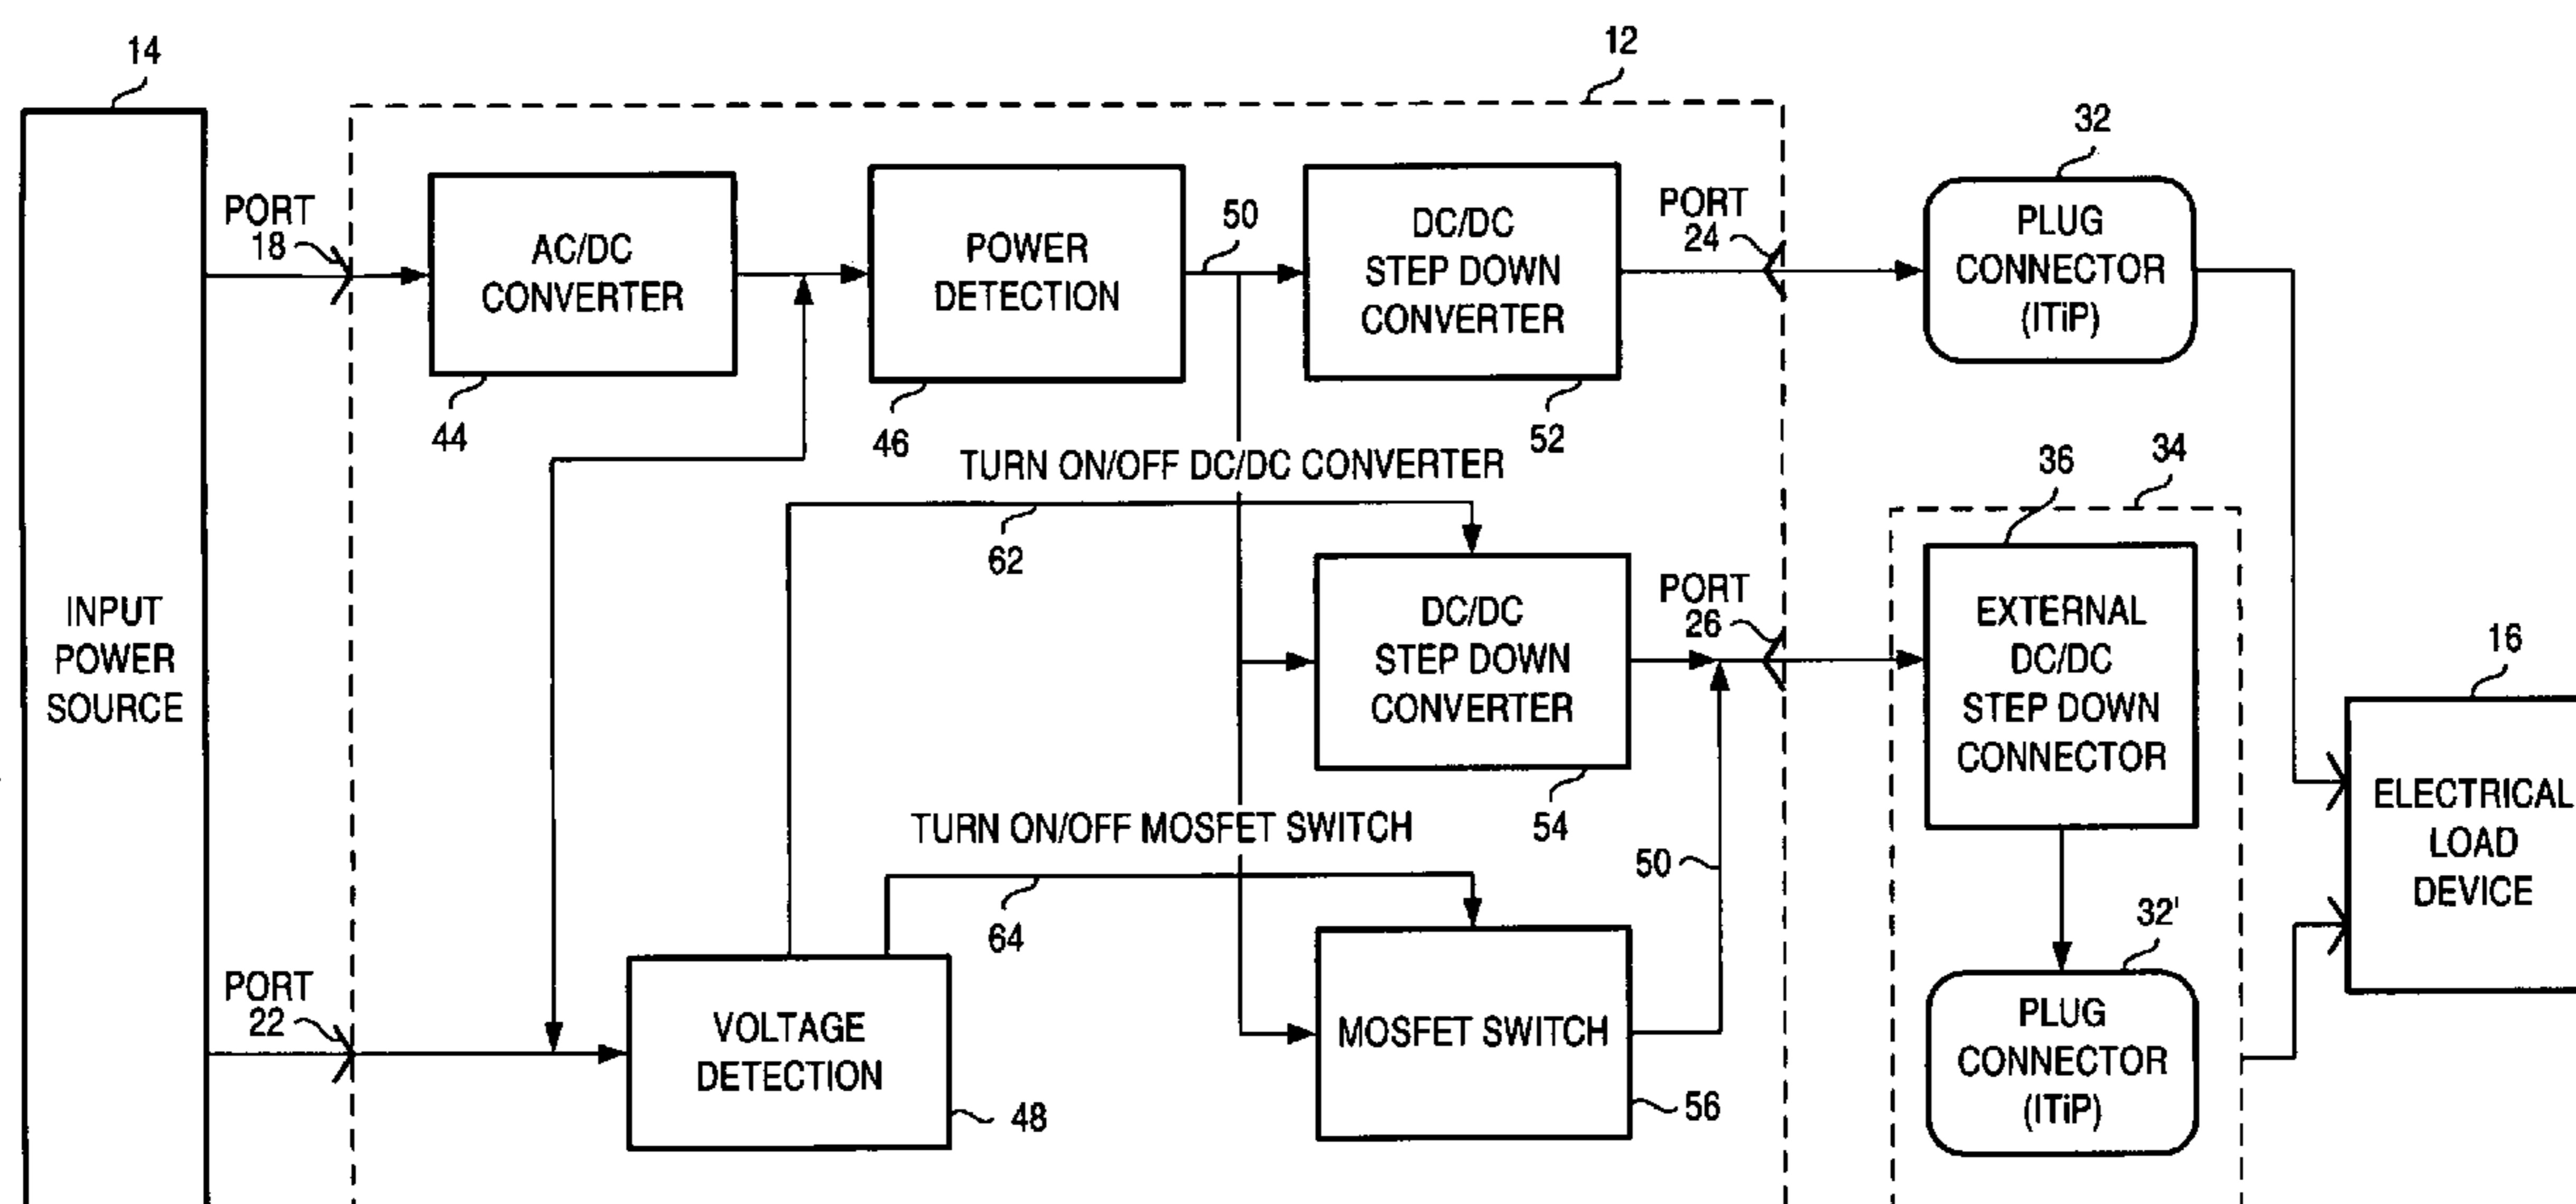 14
12
32
PORT
18
AC/DC
CONVERTER
44
POWER
DETECTION
46
50
DC/DC
STEP DOWN
CONVERTER
52
PORT
24
PLUG
CONNECTOR
(ITiP)
TURN ON/OFF DC/DC CONVERTER
62
36
34
INPUT
POWER
SOURCE
DC/DC
STEP DOWN
CONVERTER
54
PORT
26
EXTERNAL
DC/DC
STEP DOWN
CONNECTOR
16
ELECTRICAL
LOAD
DEVICE
TURN ON/OFF MOSFET SWITCH
64
50
32'
PORT
22
VOLTAGE
DETECTION
48
MOSFET SWITCH
56
PLUG
CONNECTOR
(ITiP)